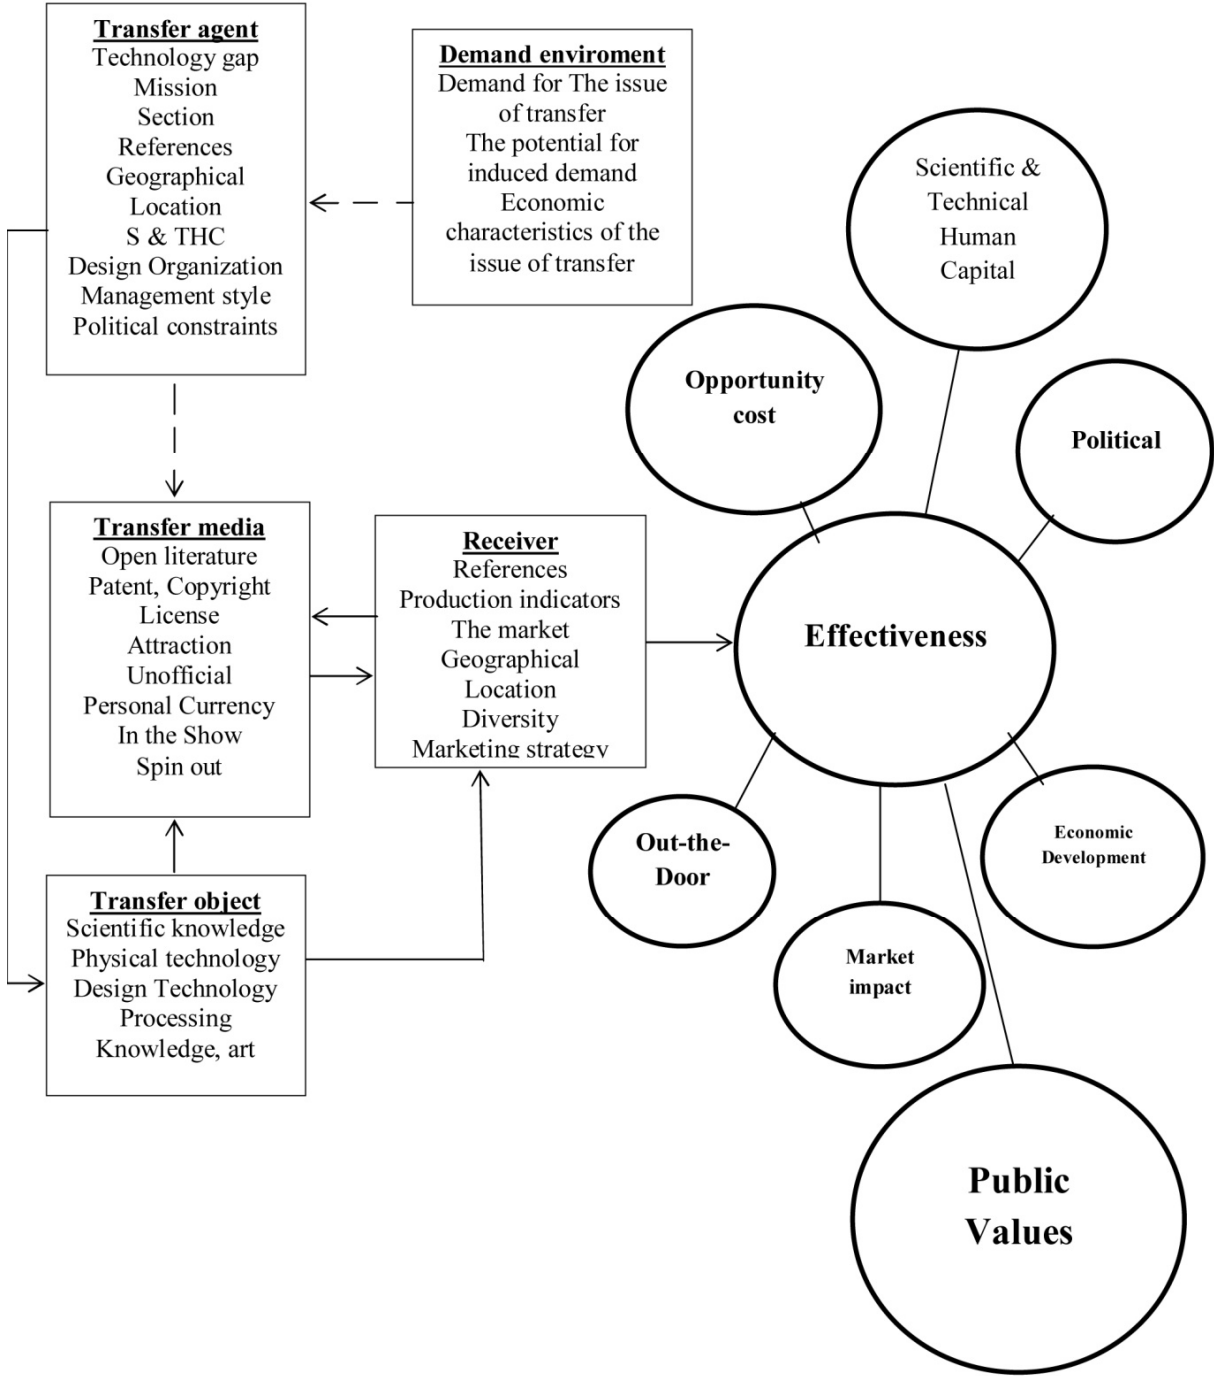 Transfer agent
Technology gap
Mission
Section
References
Geographical
Location
S & THC
Design Organization
Management style
Political constraints
Demand enviroment
Demand for The issue
of transfer
The potential for
induced demand
Economic
characteristics of the
issue of transfer
Transfer media
Open literature
Patent, Copyright
License
Attraction
Unofficial
Personal Currency
In the Show
Spin out
Receiver
References
Production indicators
The market
Geographical
Location
Diversity
Marketing strategy
Transfer object
Scientific knowledge
Physical technology
Design Technology
Processing
Knowledge, art
Scientific &
Technical
Human
Capital
Opportunity
cost
Political
Effectiveness
Out-the-
Door
Market
impact
Economic
Development
Public
Values